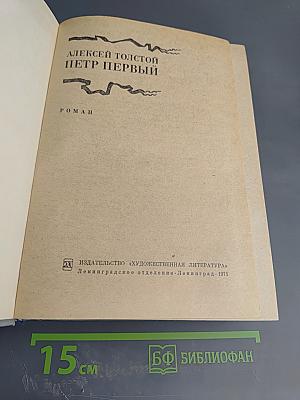 АЛЕКСЕЙ ТОЛСТОЙ
ПЕТР ПЕРВЫЙ
РОМАН
ИЗДАТЕЛЬСТВО «ХУДОЖЕСТВЕННАЯ ЛИТЕРАТУРА»
Ленинградское отделение·Ленинград·1975
15 см
БФ БИБЛИОФАН